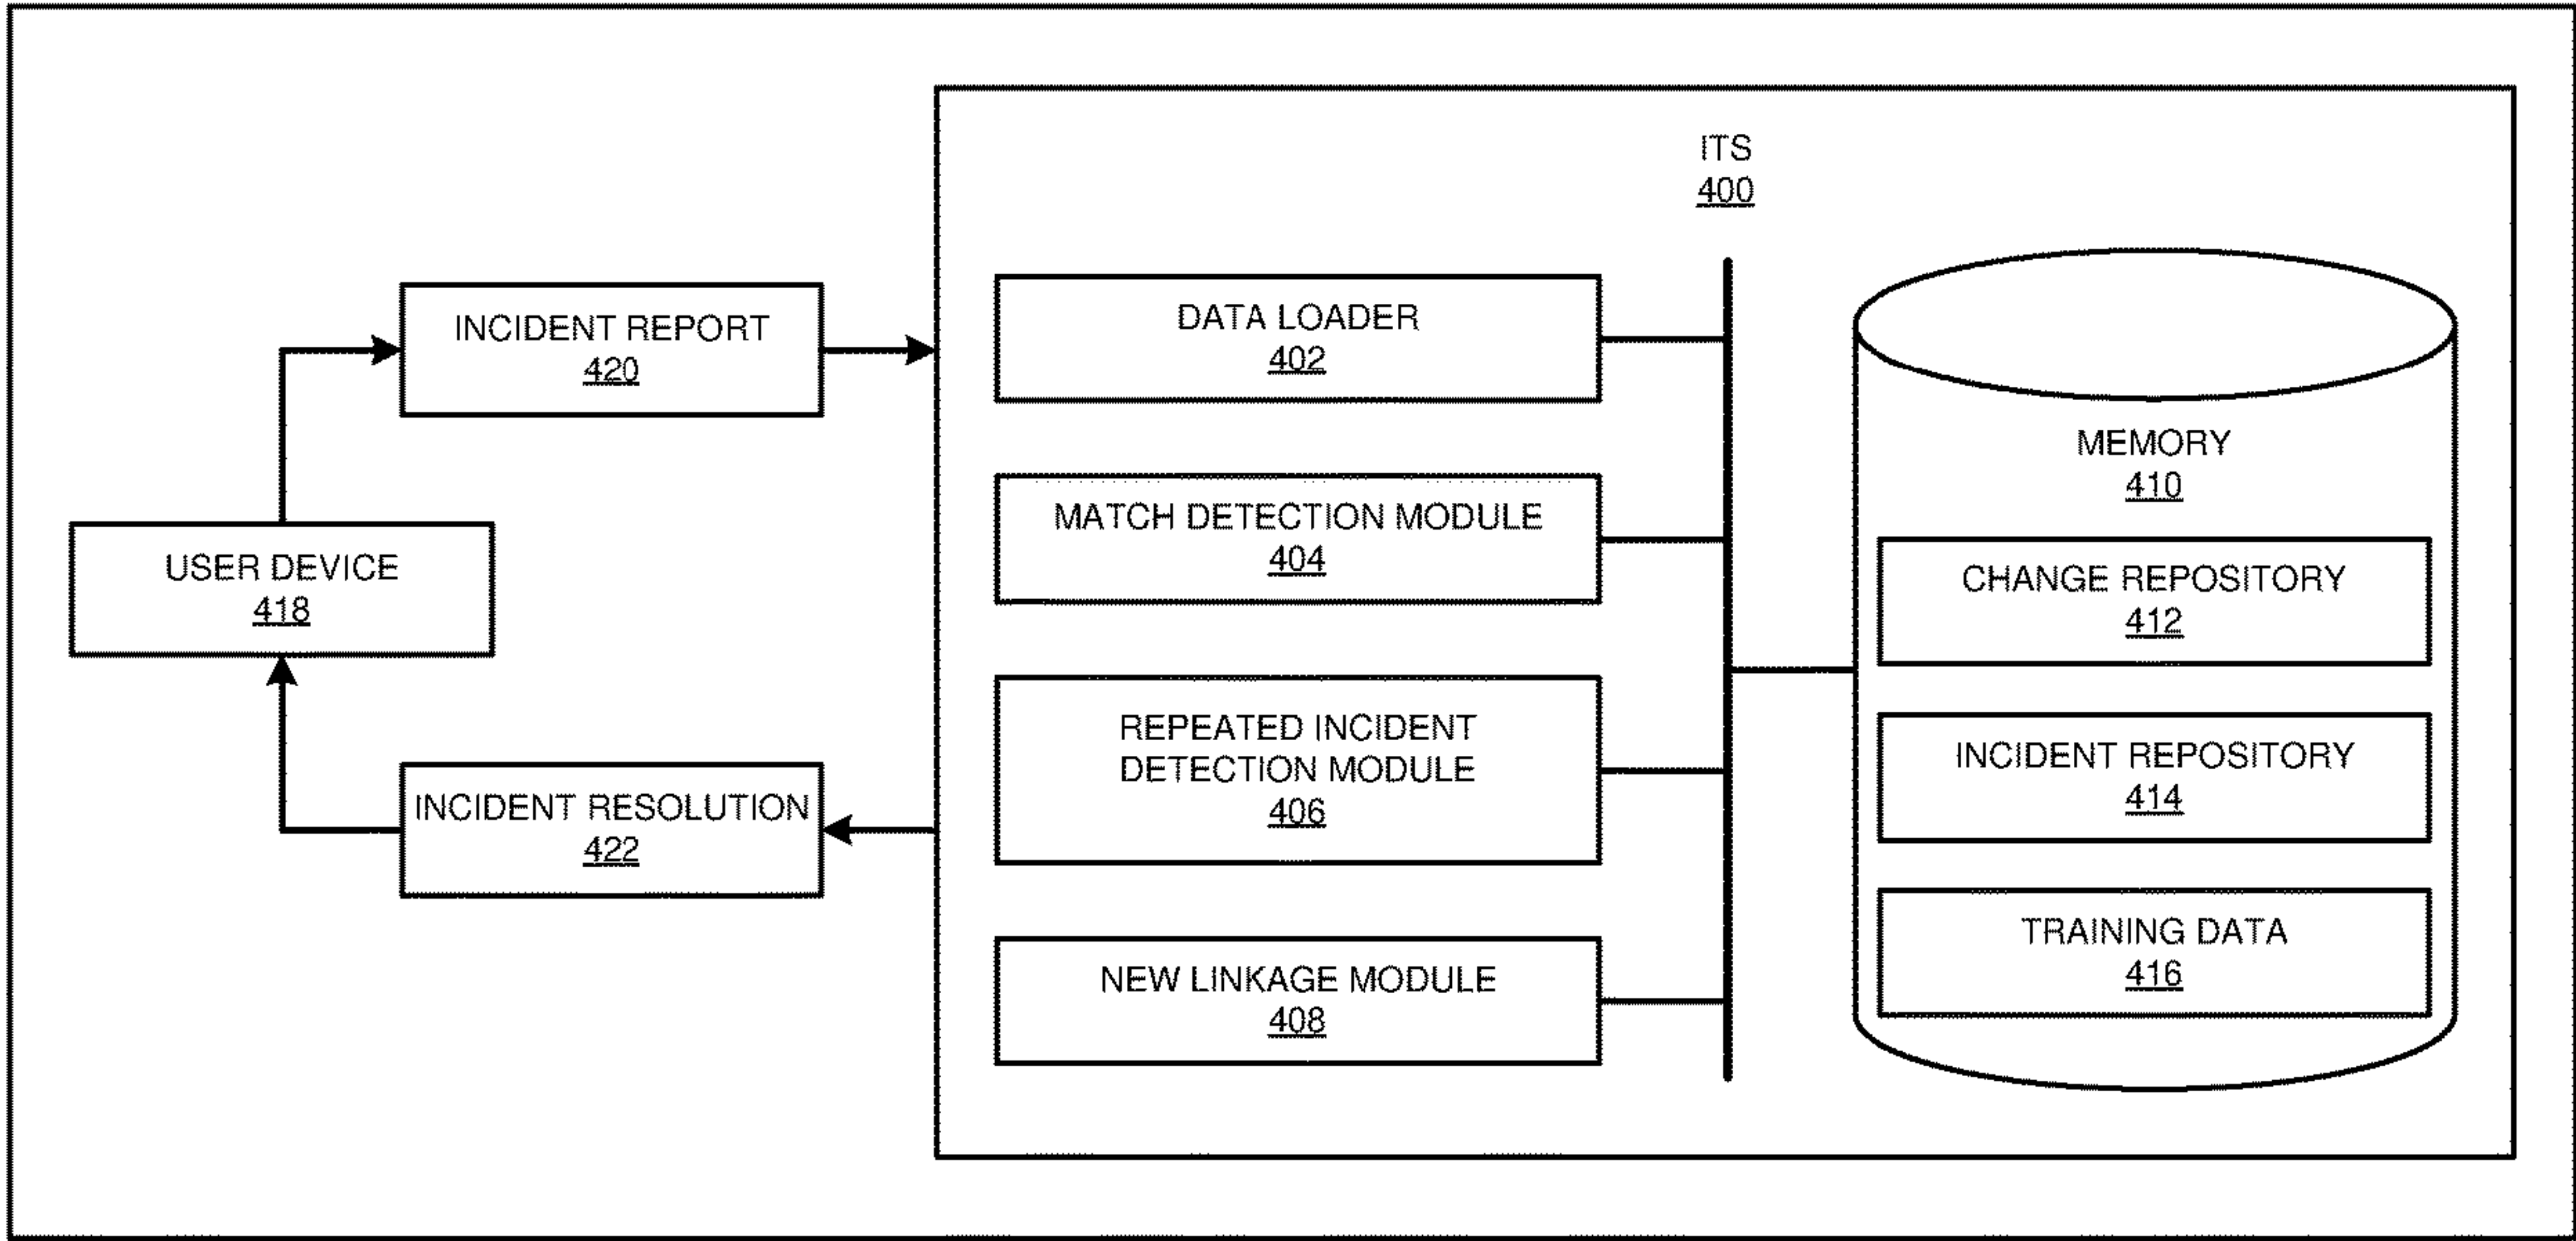 ITS
400
INCIDENT REPORT
420
USER DEVICE
418
INCIDENT RESOLUTION
422
DATA LOADER
402
MATCH DETECTION MODULE
404
REPEATED INCIDENT
DETECTION MODULE
406
NEW LINKAGE MODULE
408
MEMORY
410
CHANGE REPOSITORY
412
INCIDENT REPOSITORY
414
TRAINING DATA
416